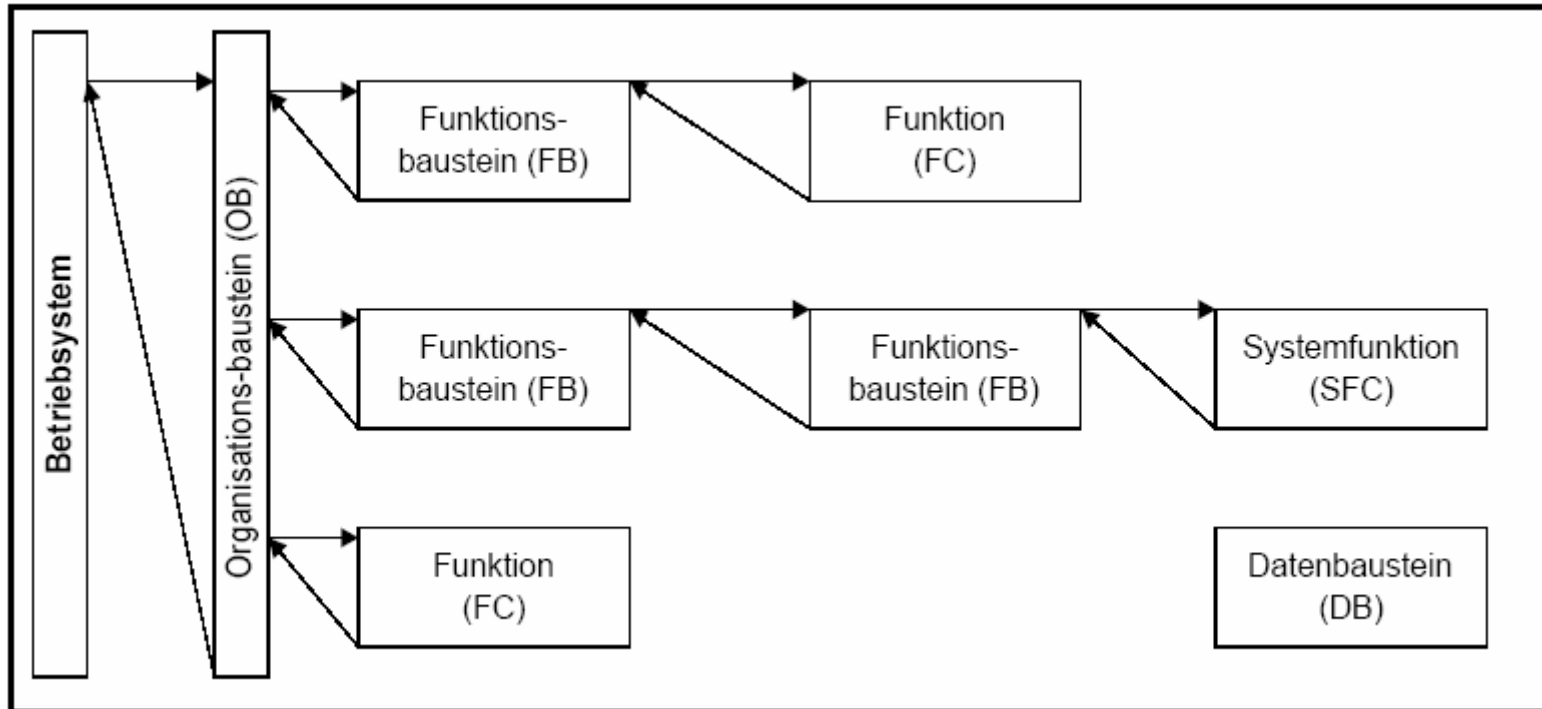 Betriebsystem
Organisations-baustein (OB)
Funktions-
baustein (FB)
Funktion
(FC)
Funktions-
baustein (FB)
Funktions-
baustein (FB)
Systemfunktion
(SFC)
Funktion
(FC)
Datenbaustein
(DB)